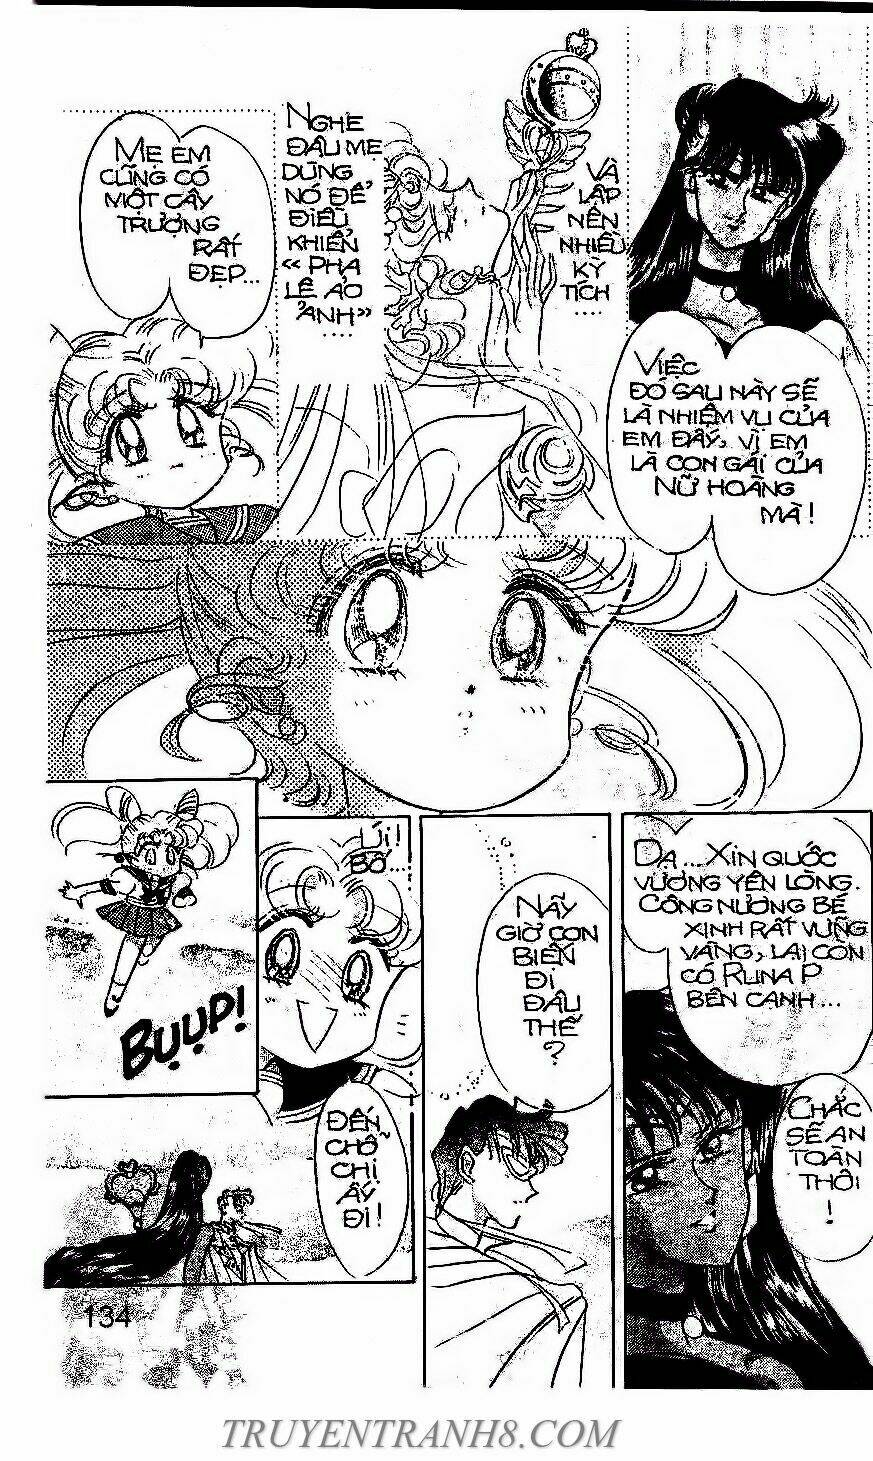 MẸ EM
CŨNG CÓ
MỘT CÂY
TRƯỢNG
RẤT
ĐẸP...
NGHE
ĐÂU MẸ
DÙNG
NÓ ĐỂ
ĐIỀU
KHIỂN
« PHA
LÊ ẢO
ẢNH»
VÀ
LẬP
NÊN
NHIỀU
KỲ
TÍCH
VIỆC
ĐÓ SAU NÀY SẼ
LÀ NHIỆM VỤ CỦA
EM ĐẤY, VÌ EM
LÀ CON GÁI CỦA
NỮ HOÀNG
MÀ!
BỤỤP!
ÚI!
BỐ...
NÃY
GIỜ CON
BIẾN
ĐI
ĐÂU
THẾ
?
DẠ... XIN QUỐC
VƯƠNG YÊN LÒNG.
CÔNG NƯƠNG BÉ
XINH RẤT VỮNG
VÀNG, LẠI CÒN
CÓ RUNA P
BÊN CẠNH...
ĐẾN
CHỖ
CHỊ
ẤY
ĐI!
CHẮC
SẼ AN
TOÀN
THÔI
!
134
TRUYENTRANH8.COM